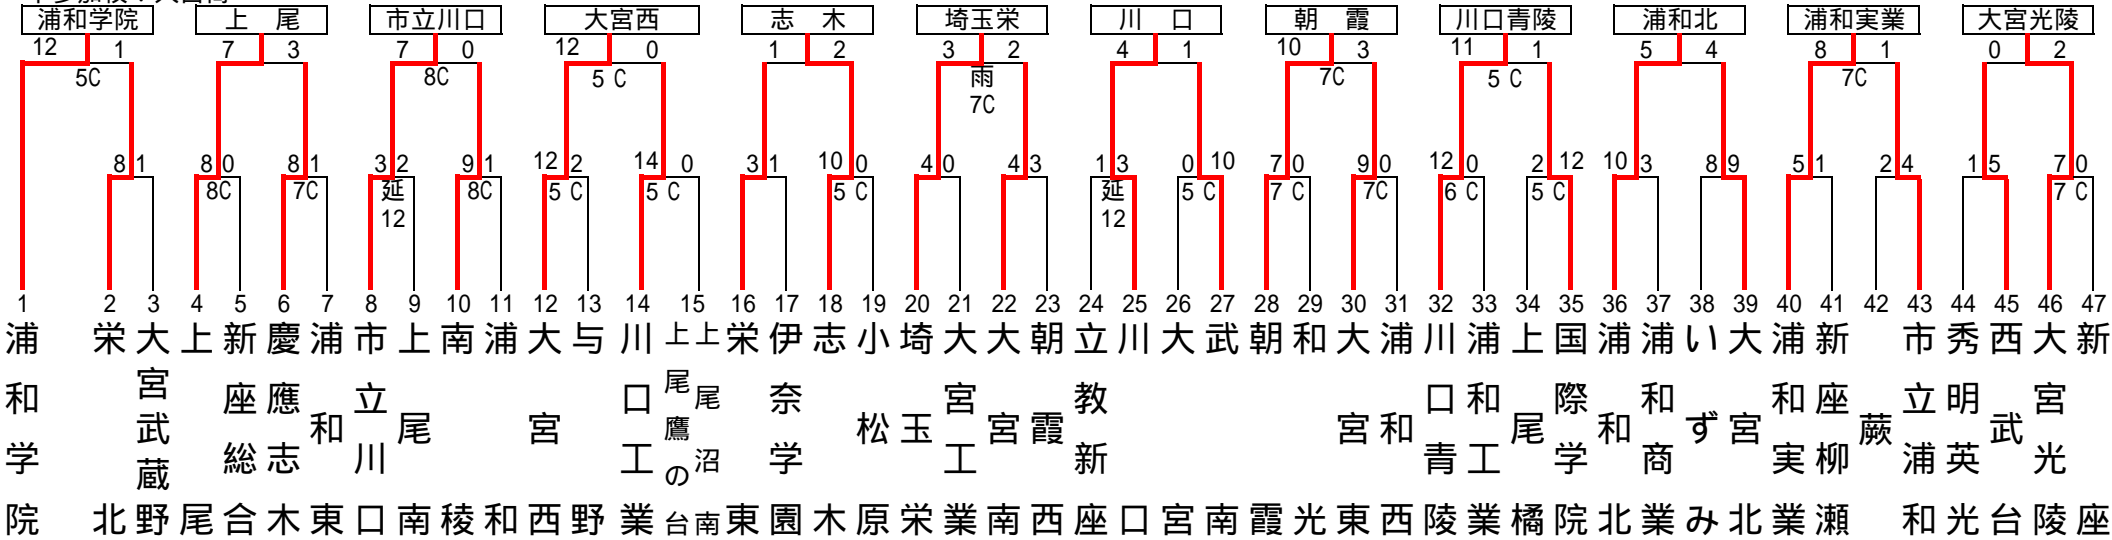 浦和学院 上　尾 市立川口 大宮西 志　木 埼玉栄 川　口 朝　霞 川口青陵 浦和北 浦和実業 大宮光陵
12 1 7 3 7 0 12 0 1 2 3 2 4 1 10 3 11 1 5 4 8 1 0 2
5C 8C 5 C 雨 7C 5 C 7C
7C
8 1 8 0 8 1 3 2 9 1 12 2 14 0 3 1 10 0 4 0 4 3 1 3 0 10 7 0 9 0 12 0 2 12 10 3 8 9 5 1 2 4 1 5 7 0
8C 7C 延 8C 5 C 5 C 5 C 延 5 C 7 C 7C 6 C 5 C 7 C
12 12
1 2 3 4 5 6 7 8 9 10 11 12 13 14 15 16 17 18 19 20 21 22 23 24 25 26 27 28 29 30 31 32 33 34 35 36 37 38 39 40 41 42 43 44 45 46 47
浦和学院
栄北
大宮武蔵野
上尾
新座総合
慶應志木
浦和東
市立川口
上尾南
南稜
浦和
大宮西
与野
川口工業
上尾鷹の台
上尾沼南
栄東
伊奈学園
志木
小松原
埼玉栄
大宮工業
大宮南
朝霞西
立教新座
川口
大宮
武南
朝霞
和光
大宮東
浦和西
川口青陵
浦和工業
上尾橘
国際学院
浦和北
浦和商業
いずみ
大宮北
浦和実業
新座柳瀬
蕨
市立浦和
秀明英光
西武台
大宮光陵
新座